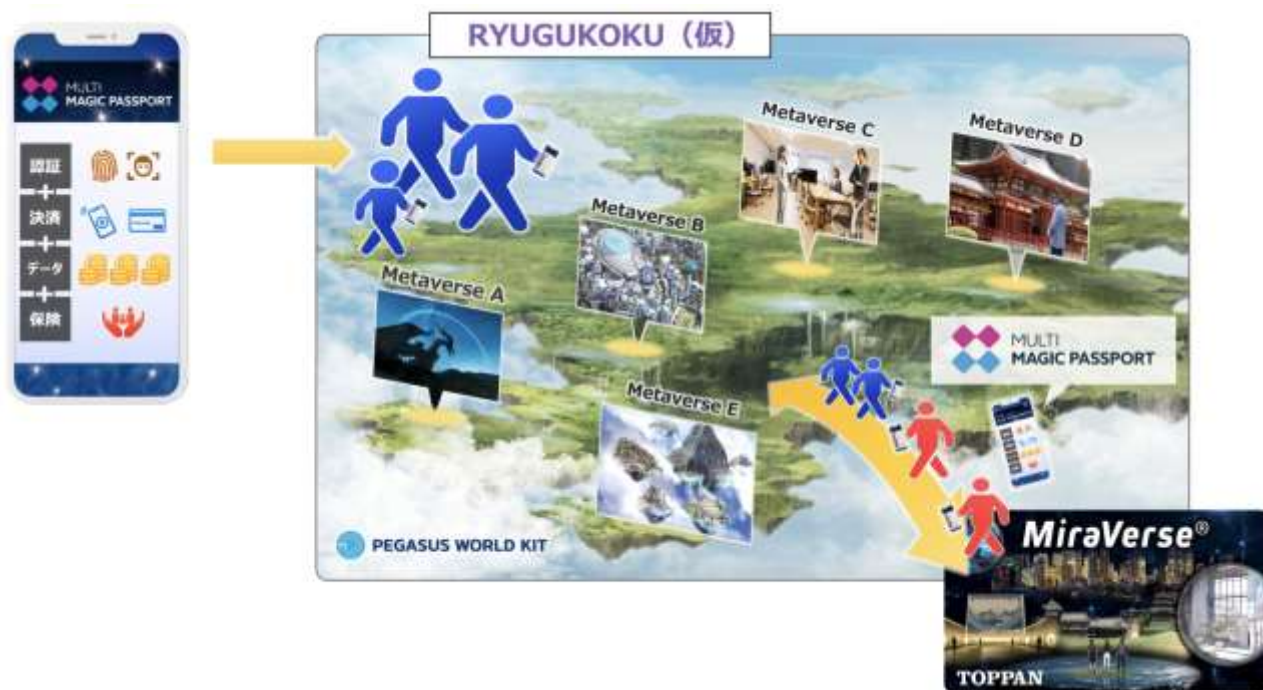 RYUGUKOKU（仮）
MULTI
MAGIC PASSPORT
認証
+
決済
+
データ
+
保険
Metaverse A
Metaverse B
Metaverse C
Metaverse D
Metaverse E
MULTI
MAGIC PASSPORT
PEGASUS WORLD KIT
MiraVerse®
TOPPAN